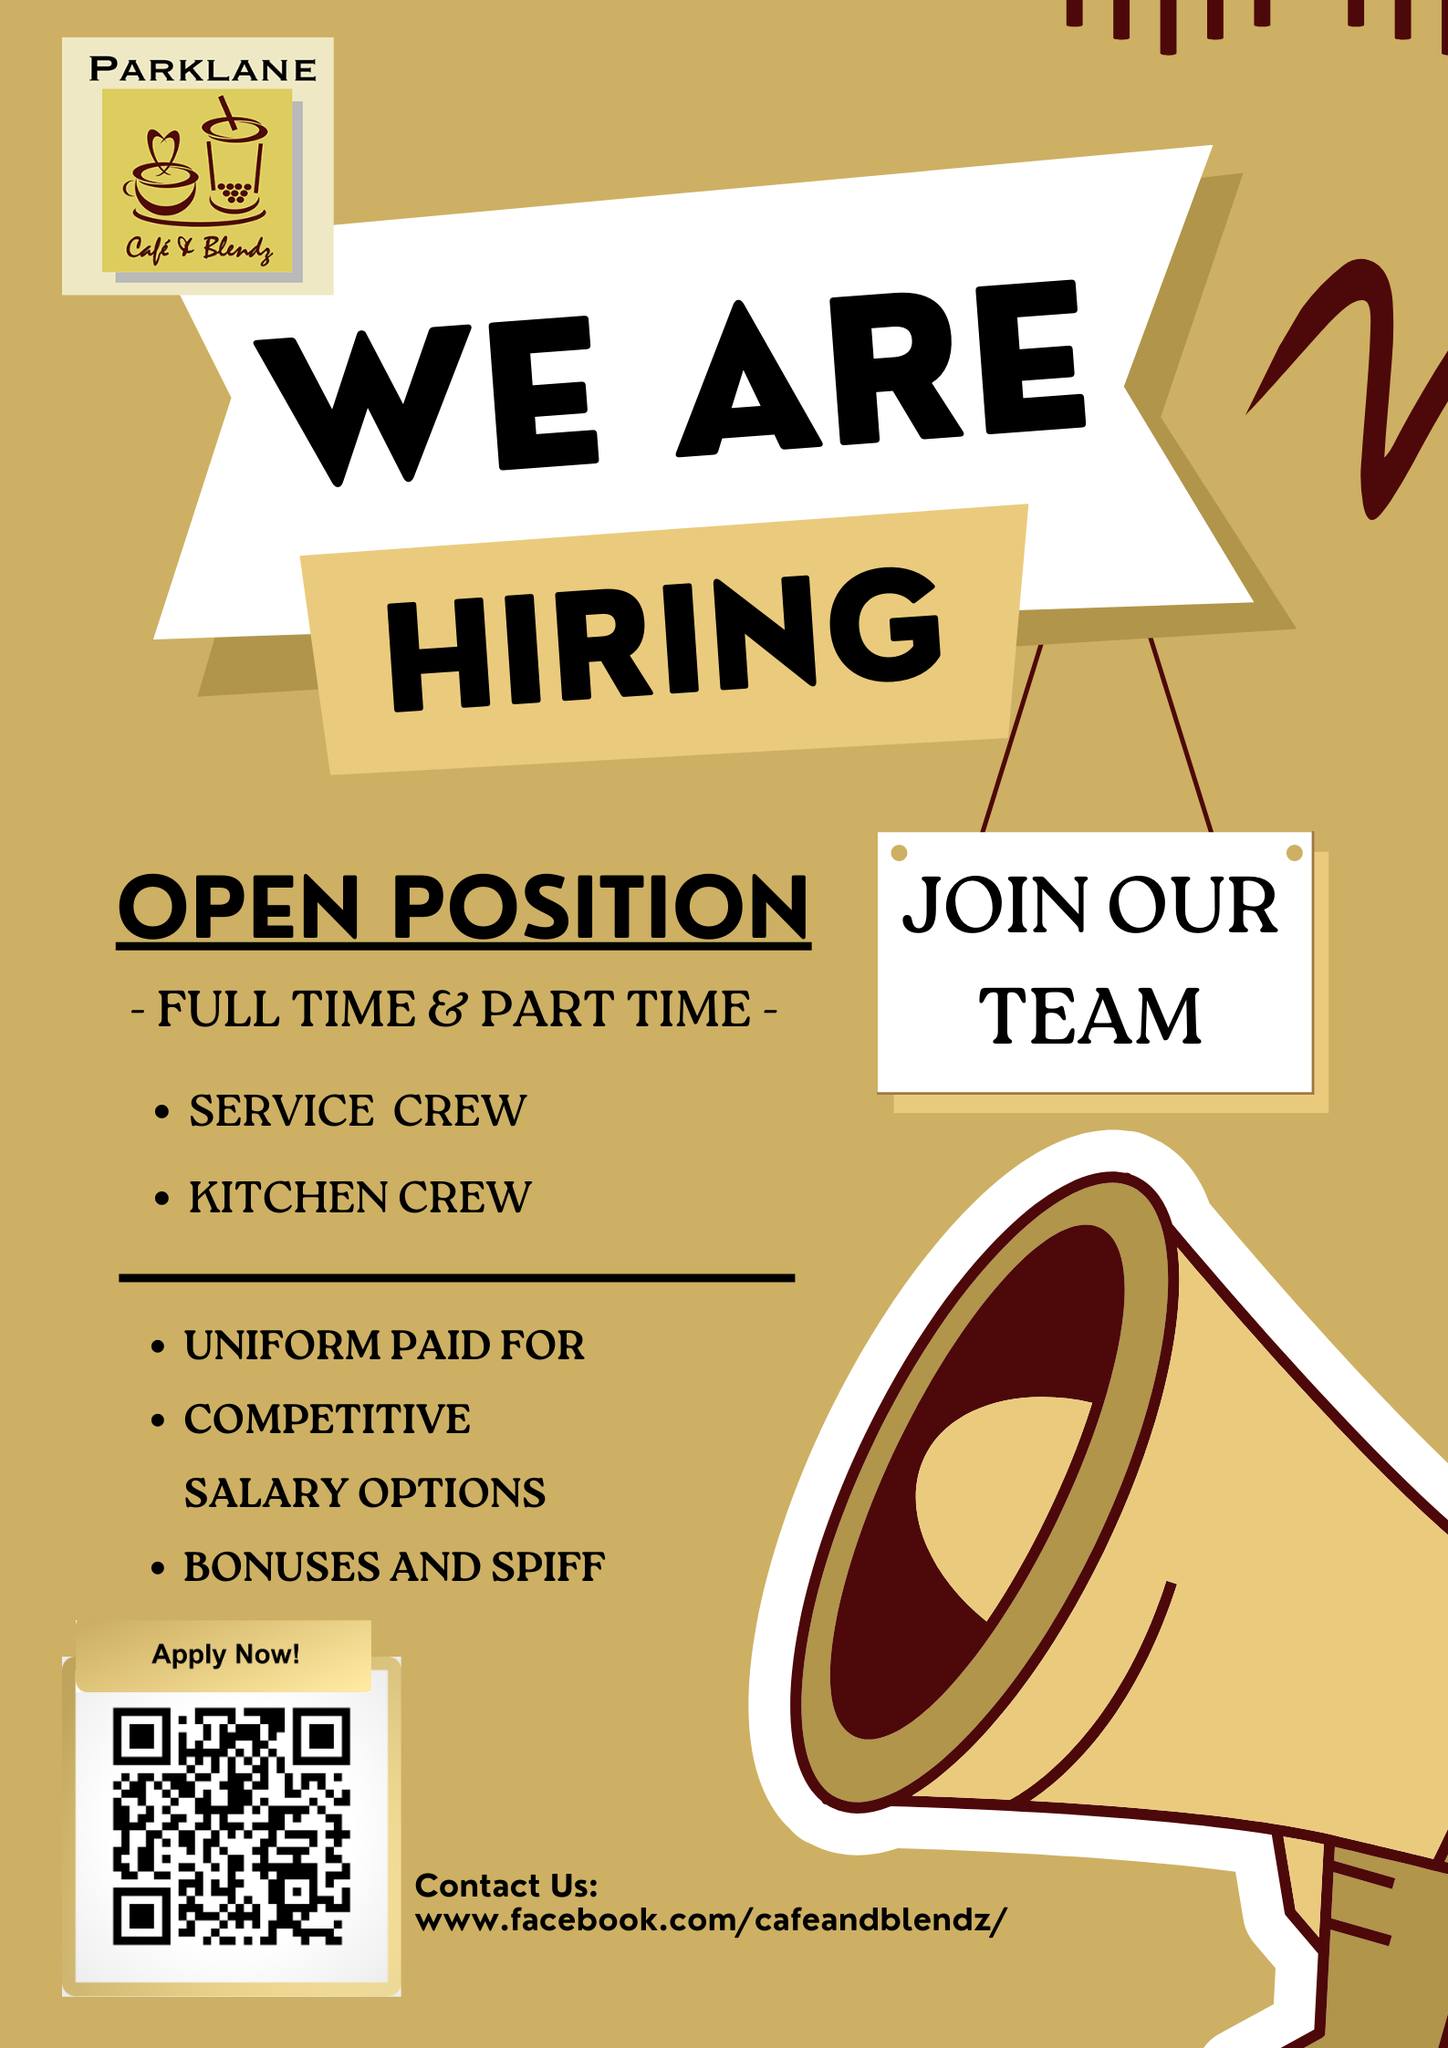 PARKLANE
Café & Blendz
WE ARE
HIRING
JOIN OUR
TEAM
OPEN POSITION
- FULL TIME & PART TIME -
• SERVICE  CREW
• KITCHEN CREW
• UNIFORM PAID FOR
• COMPETITIVE
SALARY OPTIONS
• BONUSES AND SPIFF
Apply Now!
Contact Us:
www.facebook.com/cafeandblendz/